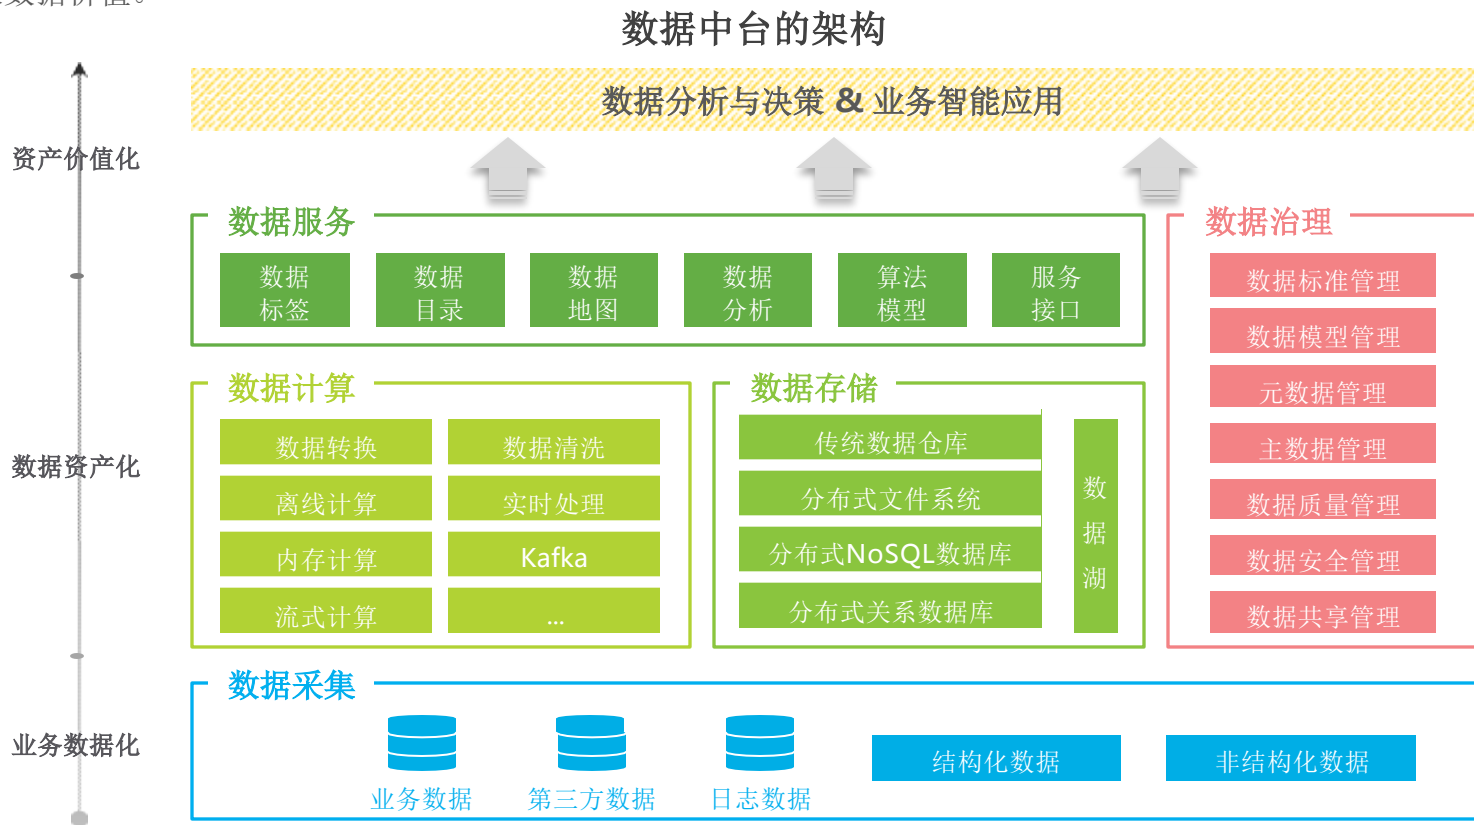 数据价值。
数据中台的架构
数据分析与决策 & 业务智能应用
资产价值化
数据服务
数据
标签
数据
目录
数据
地图
数据
分析
算法
模型
服务
接口
数据治理
数据标准管理
数据模型管理
元数据管理
主数据管理
数据质量管理
数据安全管理
数据共享管理
数据资产化
数据计算
数据转换
数据清洗
离线计算
实时处理
内存计算
Kafka
流式计算
...
数据存储
传统数据仓库
分布式文件系统
分布式NoSQL数据库
分布式关系数据库
数
据
湖
业务数据化
数据采集
业务数据
第三方数据
日志数据
结构化数据
非结构化数据